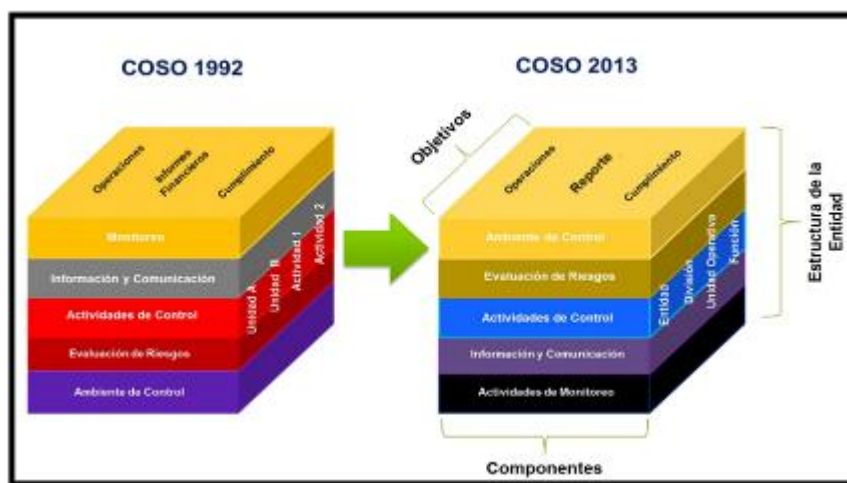 COSO 1992
COSO 2013
Operaciones
Informes
Financieros
Cumplimiento
Monitoreo
Información y Comunicación
Actividades de Control
Evaluación de Riesgos
Ambiente de Control
Unidad A
Unidad B
Actividad 1
Actividad 2
Objetivos
Operaciones
Reporte
Cumplimiento
Ambiente de Control
Evaluación de Riesgos
Actividades de Control
Información y Comunicación
Actividades de Monitoreo
Entidad
División
Unidad Operativa
Función
Estructura de la
Entidad
Componentes